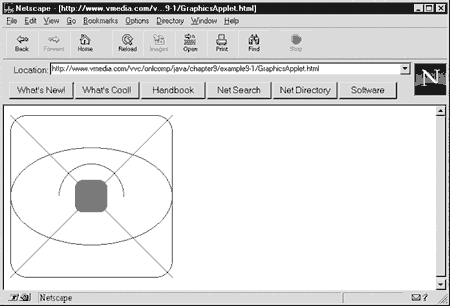 Netscape - [http://www.vmedia.com/v...9-1/GraphicsApplet.html]
File Edit View Go Bookmarks Options Directory Window Help
Back Forward Home Reload Images Open Print Find Stop
Location: http://www.vmedia.com/vvc/onlcomp/java/chapter9/example9-1/GraphicsApplet.html
N
What's New! What's Cool! Handbook Net Search Net Directory Software
Netscape